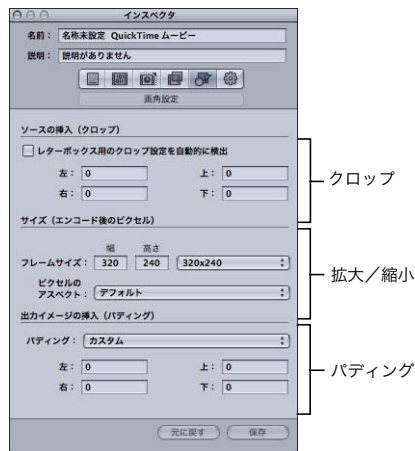 インスペクタ
名前： 名称未設定 QuickTime ムービー
説明： 説明がありません
画角設定
ソースの挿入（クロップ）
レターボックス用のクロップ設定を自動的に検出
左： 0 上： 0
右： 0 下： 0
クロップ
サイズ（エンコード後のピクセル）
幅 高さ
フレームサイズ： 320 240 320x240
ピクセルの
アスペクト： デフォルト
拡大／縮小
出力イメージの挿入（パディング）
パディング： カスタム
左： 0 上： 0
右： 0 下： 0
パディング
元に戻す 保存